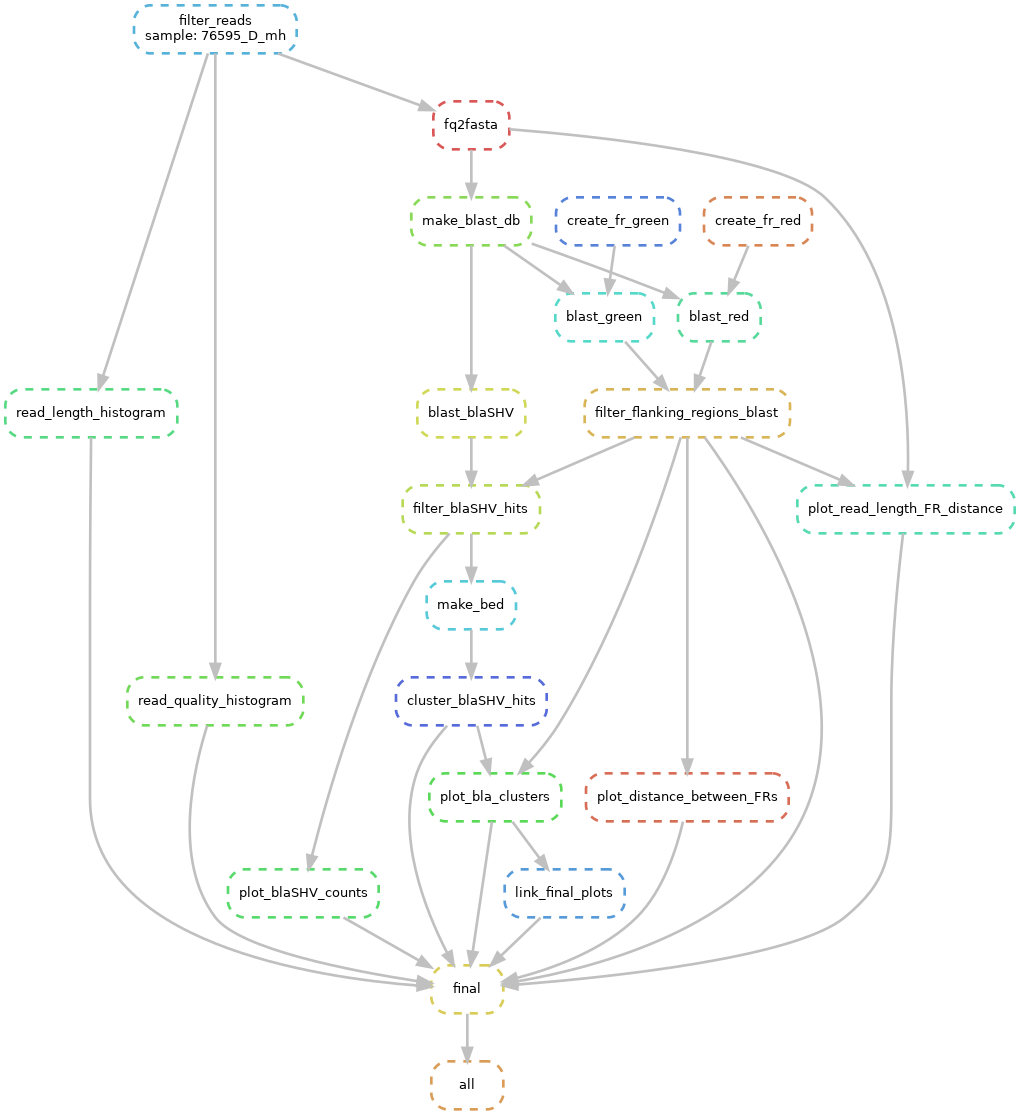 filter_reads
sample: 76595_D_mh
fq2fasta
make_blast_db
create_fr_green
create_fr_red
blast_green
blast_red
read_length_histogram
blast_blaSHV
filter_flanking_regions_blast
filter_blaSHV_hits
plot_read_length_FR_distance
make_bed
read_quality_histogram
cluster_blaSHV_hits
plot_bla_clusters
plot_distance_between_FRs
plot_blaSHV_counts
link_final_plots
final
all